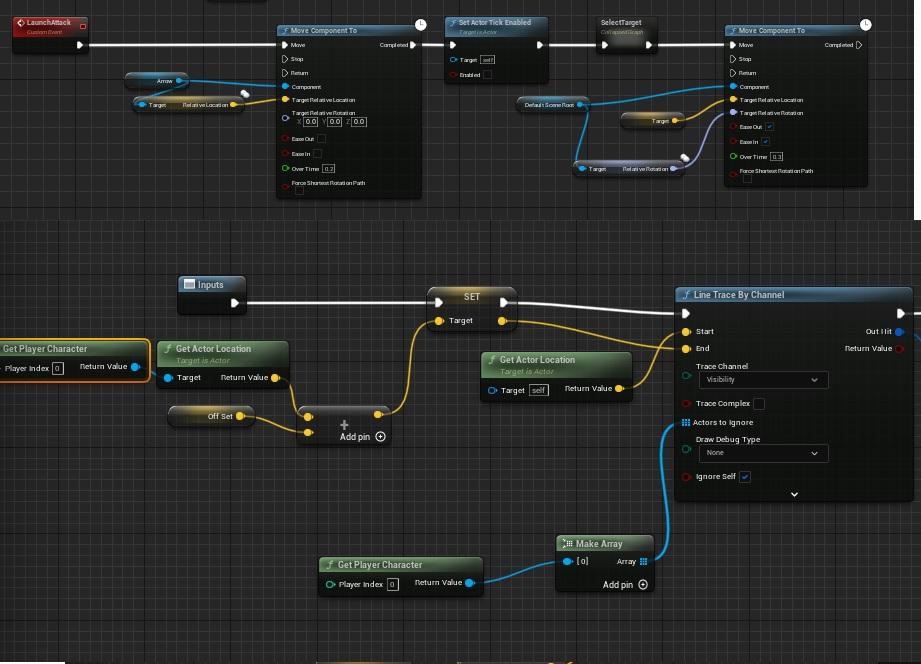 LaunchAttack
Custom Event
Move Component To
Move
Completed
Stop
Return
Component
Target Relative Location
Target Relative Rotation
X 0.0 Y 0.0 Z 0.0
Ease Out
Ease In
Over Time 0.2
Force Shortest Rotation Path
Arrow
Target Relative Location
Set Actor Tick Enabled
Target is Actor
Target self
Enabled
SelectTarget
CollapsedGraph
Default Scene Root
Target
Target Relative Rotation
Move Component To
Move
Completed
Stop
Return
Component
Target Relative Location
Target Relative Rotation
Ease Out
Ease In
Over Time 0.3
Force Shortest Rotation Path
Inputs
SET
Target
Get Player Character
Player Index 0
Return Value
Get Actor Location
Target is Actor
Target
Return Value
Off Set
Add pin
Get Actor Location
Target is Actor
Target self
Return Value
Line Trace By Channel
Start
Out Hit
End
Return Value
Trace Channel
Visibility
Trace Complex
Actors to Ignore
Draw Debug Type
None
Ignore Self
Get Player Character
Player Index 0
Return Value
Make Array
[0]
Array
Add pin